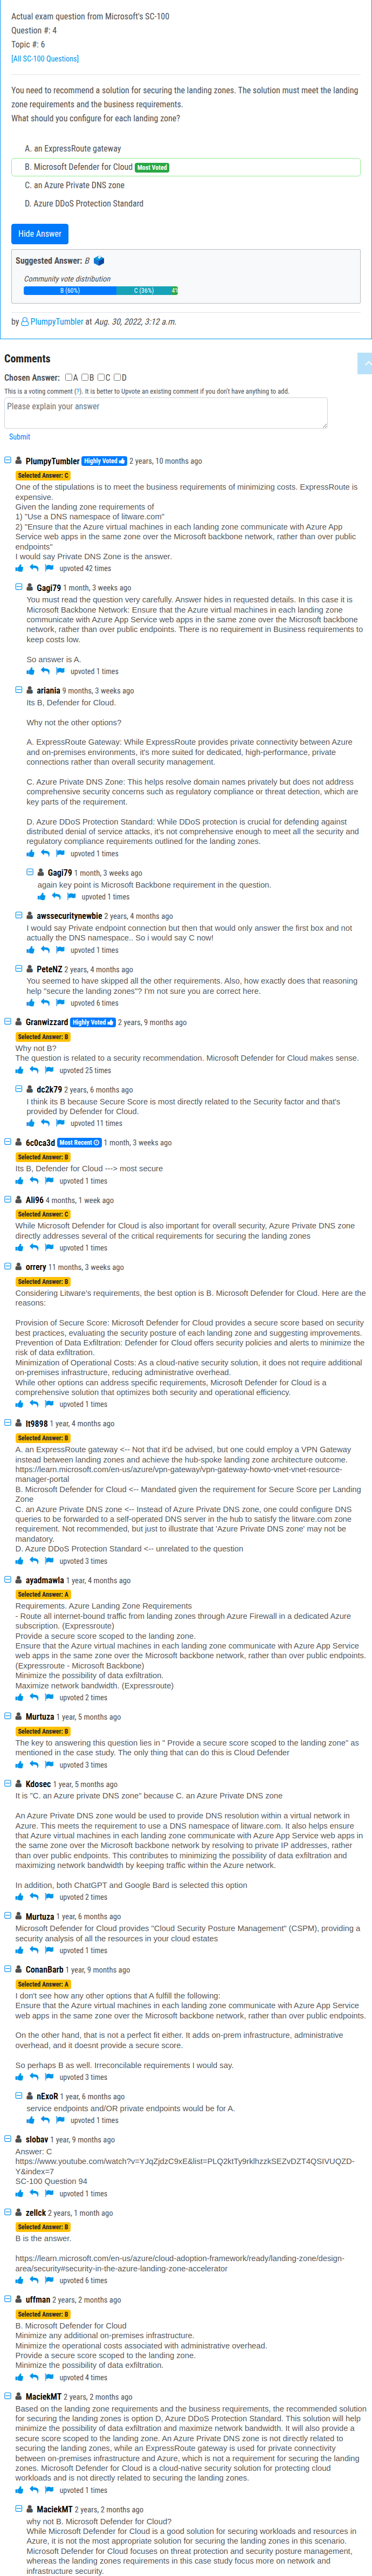 Actual exam question from Microsoft's SC-100
Question #: 4
Topic #: 6
[All SC-100 Questions]
You need to recommend a solution for securing the landing zones. The solution must meet the landing
zone requirements and the business requirements.
What should you configure for each landing zone?
A. an ExpressRoute gateway
B. Microsoft Defender for Cloud Most Voted
C. an Azure Private DNS zone
D. Azure DDoS Protection Standard
Hide Answer
Suggested Answer: B
Community vote distribution
B (60%) C (36%)
by PlumpyTumbler at Aug. 30, 2022, 3:12 a.m.
Comments
Chosen Answer: A B C D
This is a voting comment (?). It is better to Upvote an existing comment if you don't have anything to add.
Please explain your answer
Submit
PlumpyTumbler Highly Voted 2 years, 10 months ago
Selected Answer: C
One of the stipulations is to meet the business requirements of minimizing costs. ExpressRoute is
expensive.
Given the landing zone requirements of
1) "Use a DNS namespace of litware.com"
2) "Ensure that the Azure virtual machines in each landing zone communicate with Azure App
Service web apps in the same zone over the Microsoft backbone network, rather than over public
endpoints"
I would say Private DNS Zone is the answer.
upvoted 42 times
Gagi79 1 month, 3 weeks ago
You must read the question very carefully. Answer hides in requested details. In this case it is
Microsoft Backbone Network: Ensure that the Azure virtual machines in each landing zone
communicate with Azure App Service web apps in the same zone over the Microsoft backbone
network, rather than over public endpoints. There is no requirement in Business requirements to
keep costs low.
So answer is A.
upvoted 1 times
ariania 9 months, 3 weeks ago
Its B, Defender for Cloud.
Why not the other options?
A. ExpressRoute Gateway: While ExpressRoute provides private connectivity between Azure
and on-premises environments, it's more suited for dedicated, high-performance, private
connections rather than overall security management.
C. Azure Private DNS Zone: This helps resolve domain names privately but does not address
comprehensive security concerns such as regulatory compliance or threat detection, which are
key parts of the requirement.
D. Azure DDoS Protection Standard: While DDoS protection is crucial for defending against
distributed denial of service attacks, it's not comprehensive enough to meet all the security and
regulatory compliance requirements outlined for the landing zones.
upvoted 1 times
Gagi79 1 month, 3 weeks ago
again key point is Microsoft Backbone requirement in the question.
upvoted 1 times
awssecuritynewbie 2 years, 4 months ago
I would say Private endpoint connection but then that would only answer the first box and not
actually the DNS namespace.. So i would say C now!
upvoted 1 times
PeteNZ 2 years, 4 months ago
You seemed to have skipped all the other requirements. Also, how exactly does that reasoning
help "secure the landing zones"? I'm not sure you are correct here.
upvoted 6 times
Granwizzard Highly Voted 2 years, 9 months ago
Selected Answer: B
Why not B?
The question is related to a security recommendation. Microsoft Defender for Cloud makes sense.
upvoted 25 times
dc2k79 2 years, 6 months ago
I think its B because Secure Score is most directly related to the Security factor and that's
provided by Defender for Cloud.
upvoted 11 times
6c0ca3d Most Recent 1 month, 3 weeks ago
Selected Answer: B
Its B, Defender for Cloud ---> most secure
upvoted 1 times
Ali96 4 months, 1 week ago
Selected Answer: C
While Microsoft Defender for Cloud is also important for overall security, Azure Private DNS zone
directly addresses several of the critical requirements for securing the landing zones
upvoted 1 times
orrery 11 months, 3 weeks ago
Selected Answer: B
Considering Litware's requirements, the best option is B. Microsoft Defender for Cloud. Here are the
reasons:
Provision of Secure Score: Microsoft Defender for Cloud provides a secure score based on security
best practices, evaluating the security posture of each landing zone and suggesting improvements.
Prevention of Data Exfiltration: Defender for Cloud offers security policies and alerts to minimize the
risk of data exfiltration.
Minimization of Operational Costs: As a cloud-native security solution, it does not require additional
on-premises infrastructure, reducing administrative overhead.
While other options can address specific requirements, Microsoft Defender for Cloud is a
comprehensive solution that optimizes both security and operational efficiency.
upvoted 1 times
It9898 1 year, 4 months ago
Selected Answer: B
A. an ExpressRoute gateway <-- Not that it'd be advised, but one could employ a VPN Gateway
instead between landing zones and achieve the hub-spoke landing zone architecture outcome.
https://learn.microsoft.com/en-us/azure/vpn-gateway/vpn-gateway-howto-vnet-vnet-resource-
manager-portal
B. Microsoft Defender for Cloud <-- Mandated given the requirement for Secure Score per Landing
Zone
C. an Azure Private DNS zone <-- Instead of Azure Private DNS zone, one could configure DNS
queries to be forwarded to a self-operated DNS server in the hub to satisfy the litware.com zone
requirement. Not recommended, but just to illustrate that 'Azure Private DNS zone' may not be
mandatory.
D. Azure DDoS Protection Standard <-- unrelated to the question
upvoted 3 times
ayadmawla 1 year, 4 months ago
Selected Answer: A
Requirements. Azure Landing Zone Requirements
- Route all internet-bound traffic from landing zones through Azure Firewall in a dedicated Azure
subscription. (Expressroute)
Provide a secure score scoped to the landing zone.
Ensure that the Azure virtual machines in each landing zone communicate with Azure App Service
web apps in the same zone over the Microsoft backbone network, rather than over public endpoints.
(Expressroute - Microsoft Backbone)
Minimize the possibility of data exfiltration.
Maximize network bandwidth. (Expressroute)
upvoted 2 times
Murtuza 1 year, 5 months ago
Selected Answer: B
The key to answering this question lies in " Provide a secure score scoped to the landing zone" as
mentioned in the case study. The only thing that can do this is Cloud Defender
upvoted 3 times
Kdosec 1 year, 5 months ago
It is "C. an Azure private DNS zone" because C. an Azure Private DNS zone
An Azure Private DNS zone would be used to provide DNS resolution within a virtual network in
Azure. This meets the requirement to use a DNS namespace of litware.com. It also helps ensure
that Azure virtual machines in each landing zone communicate with Azure App Service web apps in
the same zone over the Microsoft backbone network by resolving to private IP addresses, rather
than over public endpoints. This contributes to minimizing the possibility of data exfiltration and
maximizing network bandwidth by keeping traffic within the Azure network.
In addition, both ChatGPT and Google Bard is selected this option
upvoted 2 times
Murtuza 1 year, 6 months ago
Microsoft Defender for Cloud provides "Cloud Security Posture Management" (CSPM), providing a
security analysis of all the resources in your cloud estates
upvoted 1 times
ConanBarb 1 year, 9 months ago
Selected Answer: A
I don't see how any other options that A fulfill the following:
Ensure that the Azure virtual machines in each landing zone communicate with Azure App Service
web apps in the same zone over the Microsoft backbone network, rather than over public endpoints.
On the other hand, that is not a perfect fit either. It adds on-prem infrastructure, administrative
overhead, and it doesnt provide a secure score.
So perhaps B as well. Irreconcilable requirements I would say.
upvoted 3 times
nExoR 1 year, 6 months ago
service endpoints and/OR private endpoints would be for A.
upvoted 1 times
slobav 1 year, 9 months ago
Answer: C
https://www.youtube.com/watch?v=YJqZjdzC9xE&list=PLQ2ktTy9rklhzzkSEZvDZT4QSIVUQZD-
Y&index=7
SC-100 Question 94
upvoted 1 times
zellck 2 years, 1 month ago
Selected Answer: B
B is the answer.
https://learn.microsoft.com/en-us/azure/cloud-adoption-framework/ready/landing-zone/design-
area/security#security-in-the-azure-landing-zone-accelerator
upvoted 6 times
uffman 2 years, 2 months ago
Selected Answer: B
B. Microsoft Defender for Cloud
Minimize any additional on-premises infrastructure.
Minimize the operational costs associated with administrative overhead.
Provide a secure score scoped to the landing zone.
Minimize the possibility of data exfiltration.
upvoted 4 times
MaciekMT 2 years, 2 months ago
Based on the landing zone requirements and the business requirements, the recommended solution
for securing the landing zones is option D, Azure DDoS Protection Standard. This solution will help
minimize the possibility of data exfiltration and maximize network bandwidth. It will also provide a
secure score scoped to the landing zone. An Azure Private DNS zone is not directly related to
securing the landing zones, while an ExpressRoute gateway is used for private connectivity
between on-premises infrastructure and Azure, which is not a requirement for securing the landing
zones. Microsoft Defender for Cloud is a cloud-native security solution for protecting cloud
workloads and is not directly related to securing the landing zones.
upvoted 1 times
MaciekMT 2 years, 2 months ago
why not B. Microsoft Defender for Cloud?
While Microsoft Defender for Cloud is a good solution for securing workloads and resources in
Azure, it is not the most appropriate solution for securing the landing zones in this scenario.
Microsoft Defender for Cloud focuses on threat protection and security posture management,
whereas the landing zones requirements in this case study focus more on network and
infrastructure security.